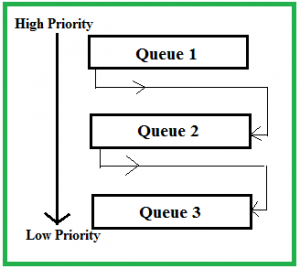 High Priority
Queue 1
Queue 2
Queue 3
Low Priority